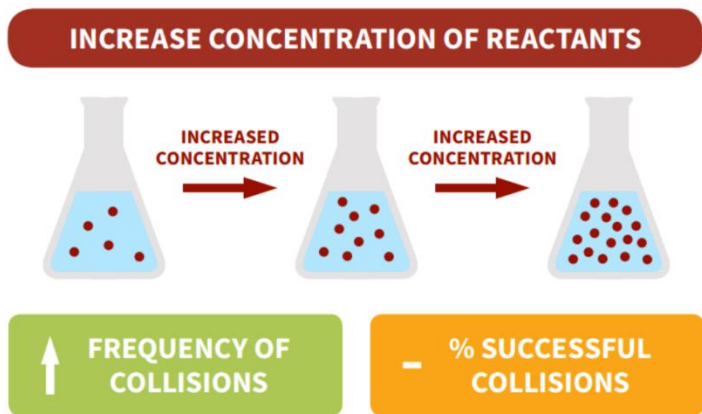 INCREASE CONCENTRATION OF REACTANTS
INCREASED
CONCENTRATION
INCREASED
CONCENTRATION
FREQUENCY OF
COLLISIONS
- % SUCCESSFUL
COLLISIONS